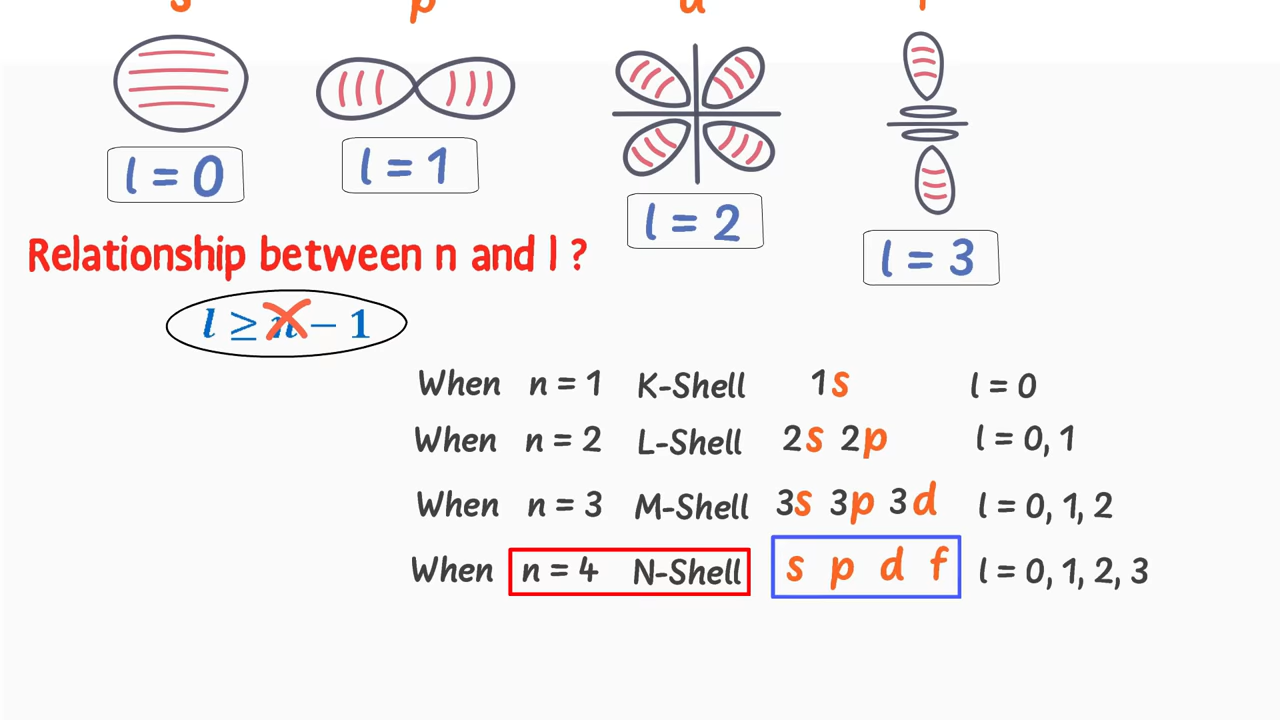 s p d f
l = 0
l = 1
l = 2
l = 3
Relationship between n and l ?
l ≥ n − 1
When n = 1 K-Shell 1s l = 0
When n = 2 L-Shell 2s 2p l = 0, 1
When n = 3 M-Shell 3s 3p 3d l = 0, 1, 2
When n = 4 N-Shell s p d f l = 0, 1, 2, 3